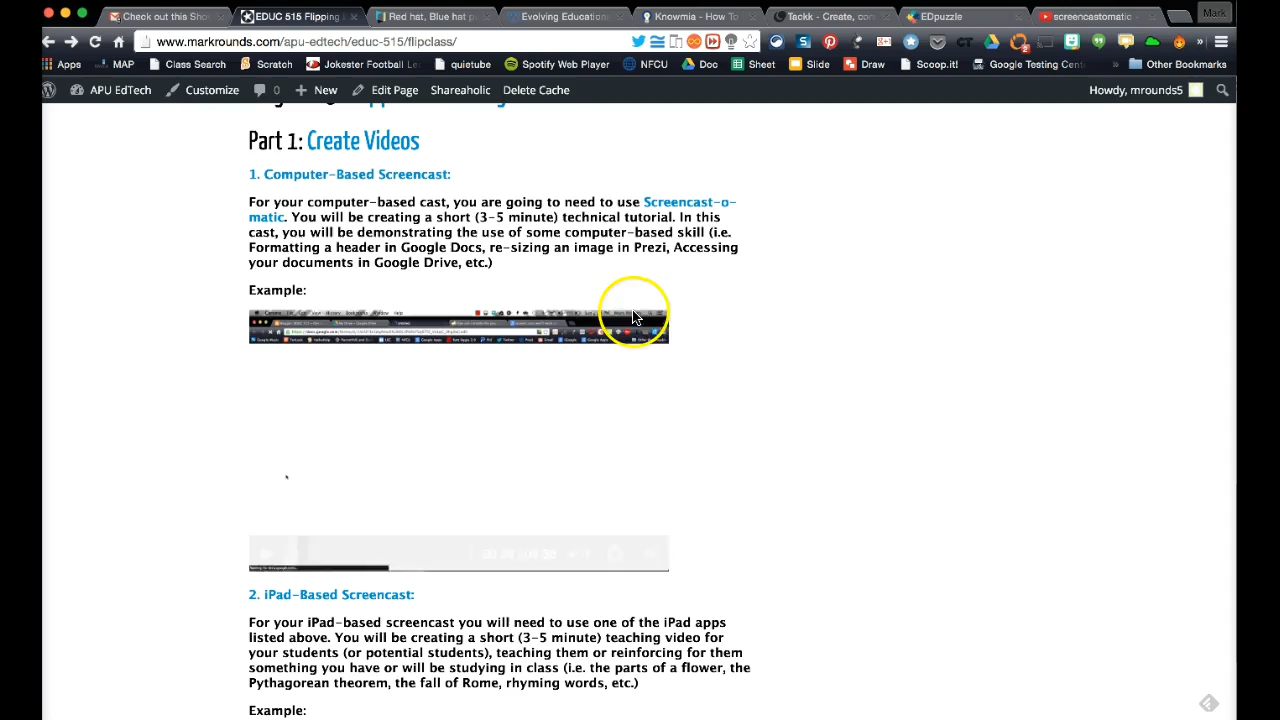 Check out this Sho
EDUC 515 Flipping
Red hat, Blue hat p
Evolving Education
Knowmia - How To
Tackk - Create, con
EDpuzzle
screencastomatic
Mark
www.markrounds.com/apu-edtech/educ-515/flipclass/
Apps
MAP
Class Search
Scratch
Jokester Football Le
quietube
Spotify Web Player
NFCU
Doc
Sheet
Slide
Draw
Scoop.it!
Google Testing Cent
Other Bookmarks
APU EdTech
Customize
0
New
Edit Page
Shareaholic
Delete Cache
Howdy, mrounds5
Part 1: Create Videos
1. Computer-Based Screencast:
For your computer-based cast, you are going to need to use Screencast-o-
matic. You will be creating a short (3-5 minute) technical tutorial. In this
cast, you will be demonstrating the use of some computer-based skill (i.e.
Formatting a header in Google Docs, re-sizing an image in Prezi, Accessing
your documents in Google Drive, etc.)
Example:
2. iPad-Based Screencast:
For your iPad-based screencast you will need to use one of the iPad apps
listed above. You will be creating a short (3-5 minute) teaching video for
your students (or potential students), teaching them or reinforcing for them
something you have or will be studying in class (i.e. the parts of a flower, the
Pythagorean theorem, the fall of Rome, rhyming words, etc.)
Example: